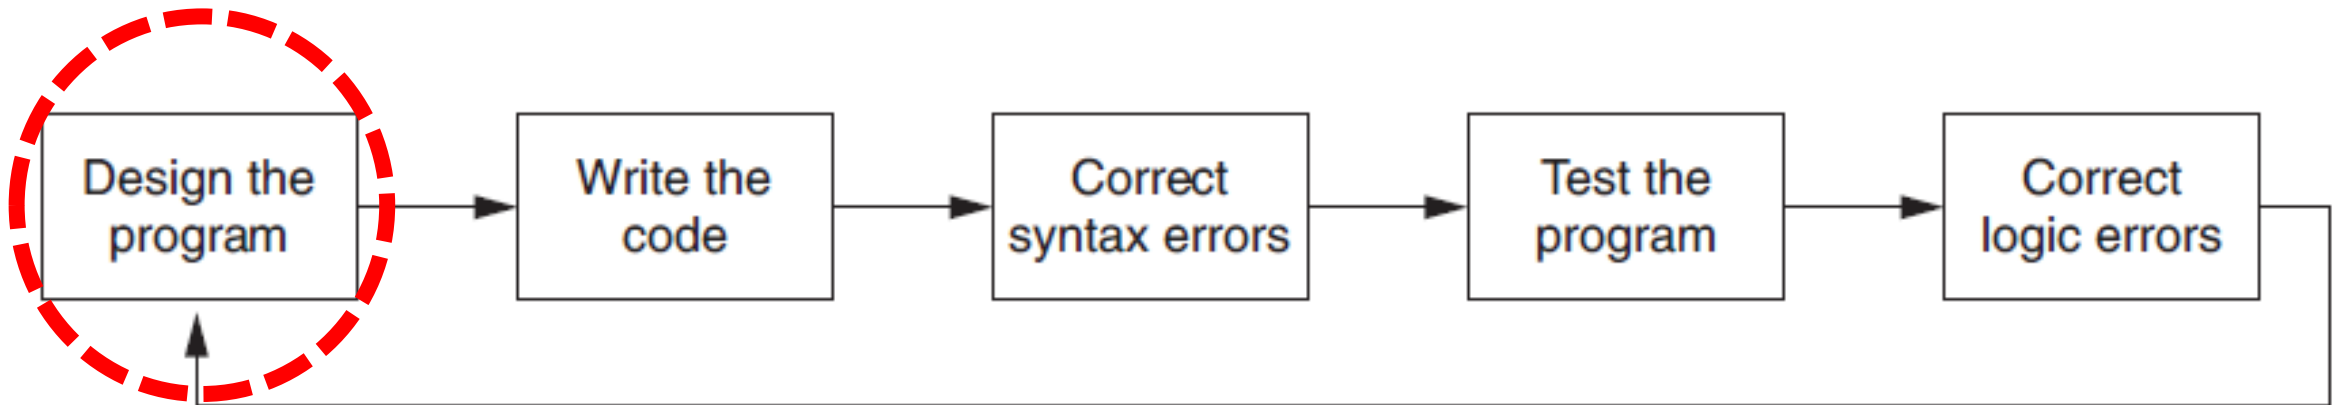 Design the
program
Write the
code
Correct
syntax errors
Test the
program
Correct
logic errors